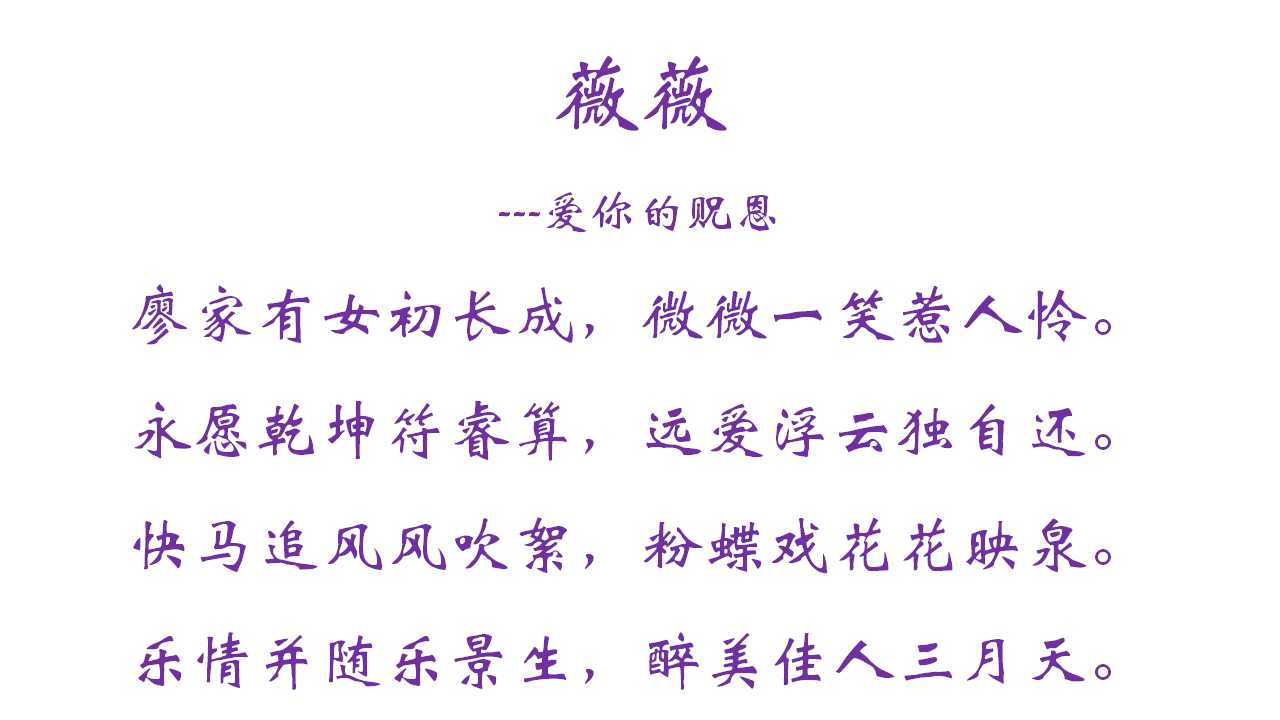 薇薇
---爱你的贶恩
廖家有女初长成，微微一笑惹人怜。
永愿乾坤符睿算，远爱浮云独自还。
快马追风风吹絮，粉蝶戏花花映泉。
乐情并随乐景生，醉美佳人三月天。